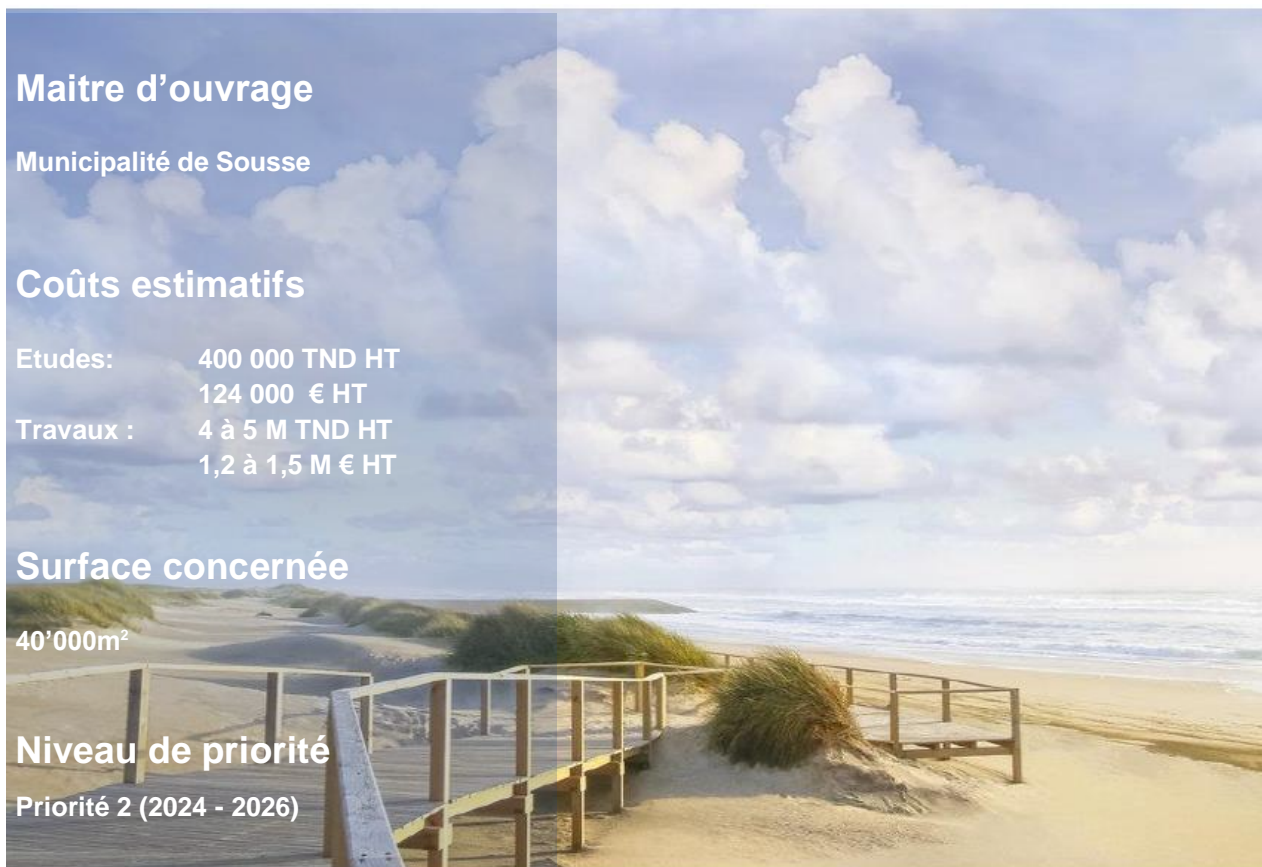 Maitre d'ouvrage
Municipalité de Sousse
Coûts estimatifs
Etudes: 400 000 TND HT
124 000 € HT
Travaux : 4 à 5 M TND HT
1,2 à 1,5 M € HT
Surface concernée
40'000m²
Niveau de priorité
Priorité 2 (2024 - 2026)